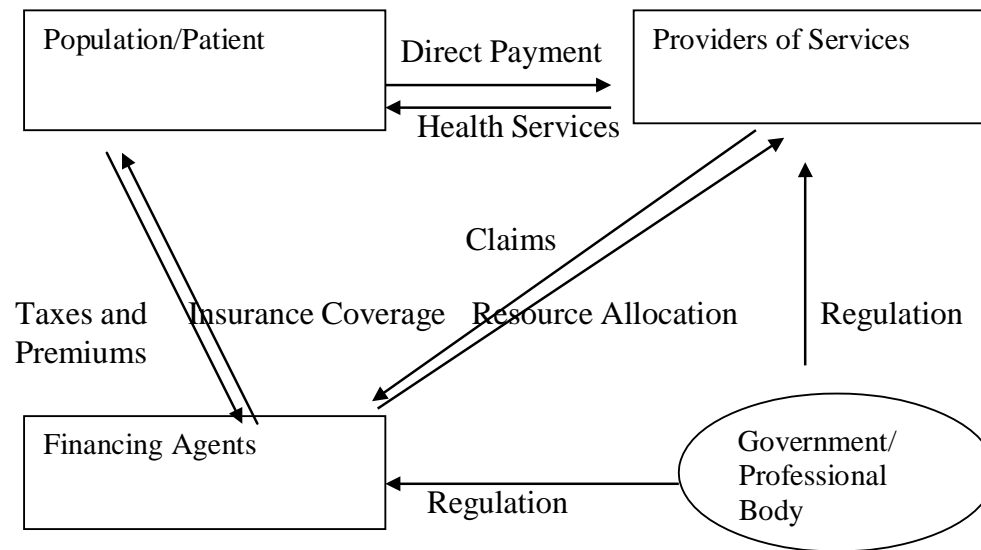 Population/Patient
Providers of Services
Direct Payment
Health Services
Claims
Taxes and
Premiums
Insurance Coverage
Resource Allocation
Regulation
Financing Agents
Government/
Professional
Body
Regulation